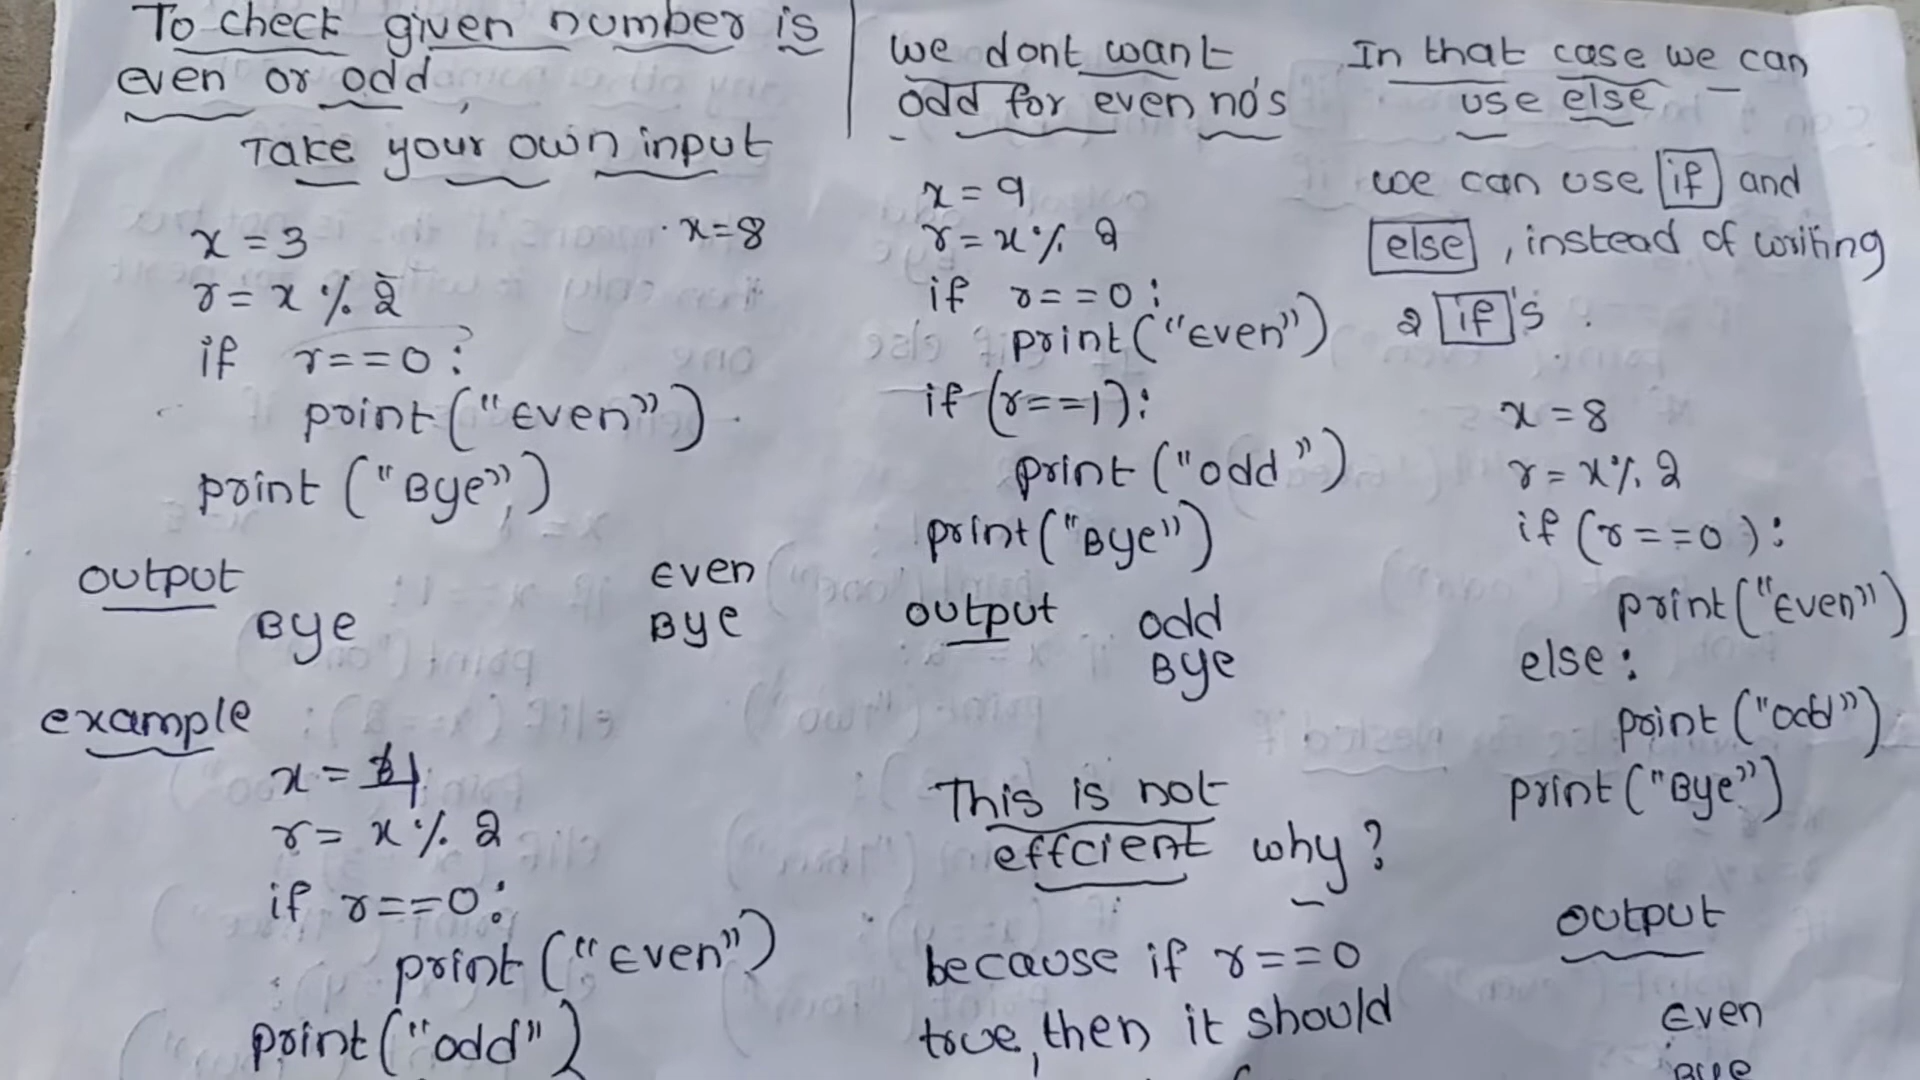 To check given number is
even or odd,
Take your own input
x = 3
x=8
r = x % 2
if r==0:
print("Even")
print("Bye")
output
Bye
Even
Bye
example
x = 4
r = x % 2
if r==0:
print("Even")
print("odd")
we dont want
odd for even no's
x = 9
r = x % 2
if r==0:
print("Even")
if (r==1):
print("odd")
print("Bye")
output
odd
Bye
This is not
effcient why?
because if r==0
true, then it should
In that case we can
use else
we can use if and
else, instead of writing
2 if's.
x = 8
r = x % 2
if (r==0):
print("Even")
else:
print("odd")
print("Bye")
output
Even
Bye